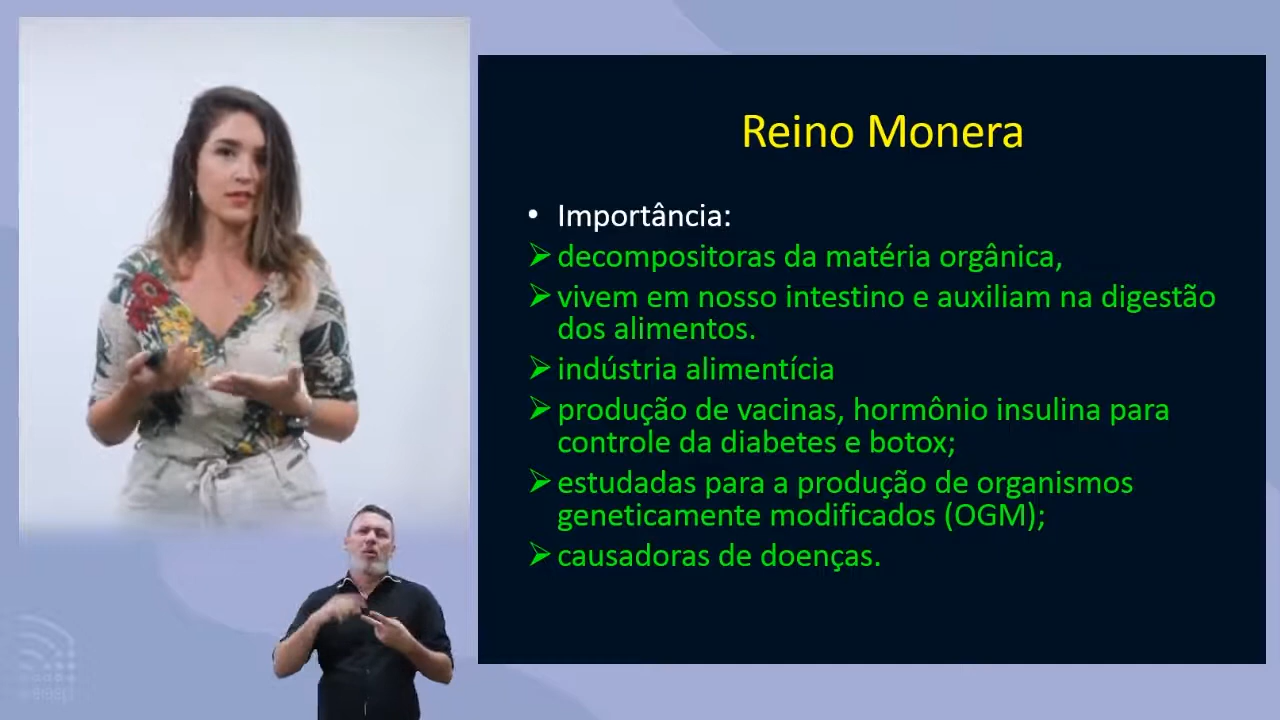 Reino Monera
• Importância:
➢ decompositoras da matéria orgânica,
➢ vivem em nosso intestino e auxiliam na digestão
dos alimentos.
➢ indústria alimentícia
➢ produção de vacinas, hormônio insulina para
controle da diabetes e botox;
➢ estudadas para a produção de organismos
geneticamente modificados (OGM);
➢ causadoras de doenças.